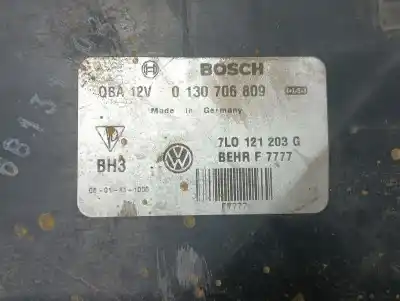 BOSCH
QBA 12V 0 130 706 809
Made in Germany
7L0 121 203 G
BH3
BEHR F 7777